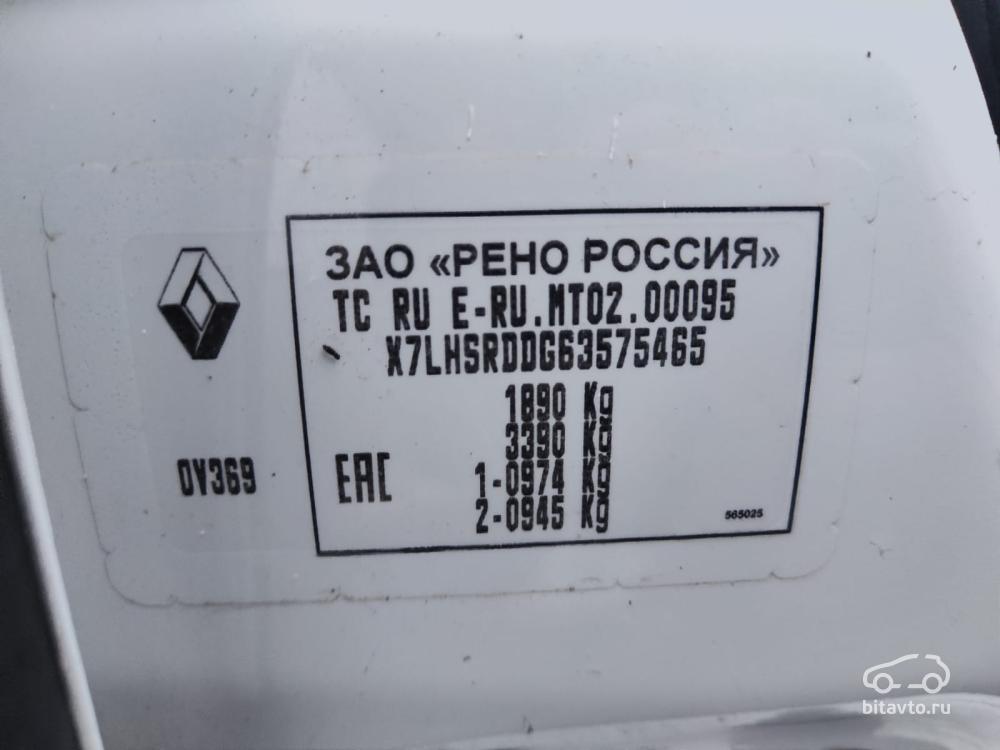 ЗАО «РЕНО РОССИЯ»
TC RU E-RU.MT02.00095
X7LHSRDDG63575465
1890 Kg
3390 Kg
1-0974 Kg
2-0945 Kg
0V369
EAC
565025
bitavto.ru